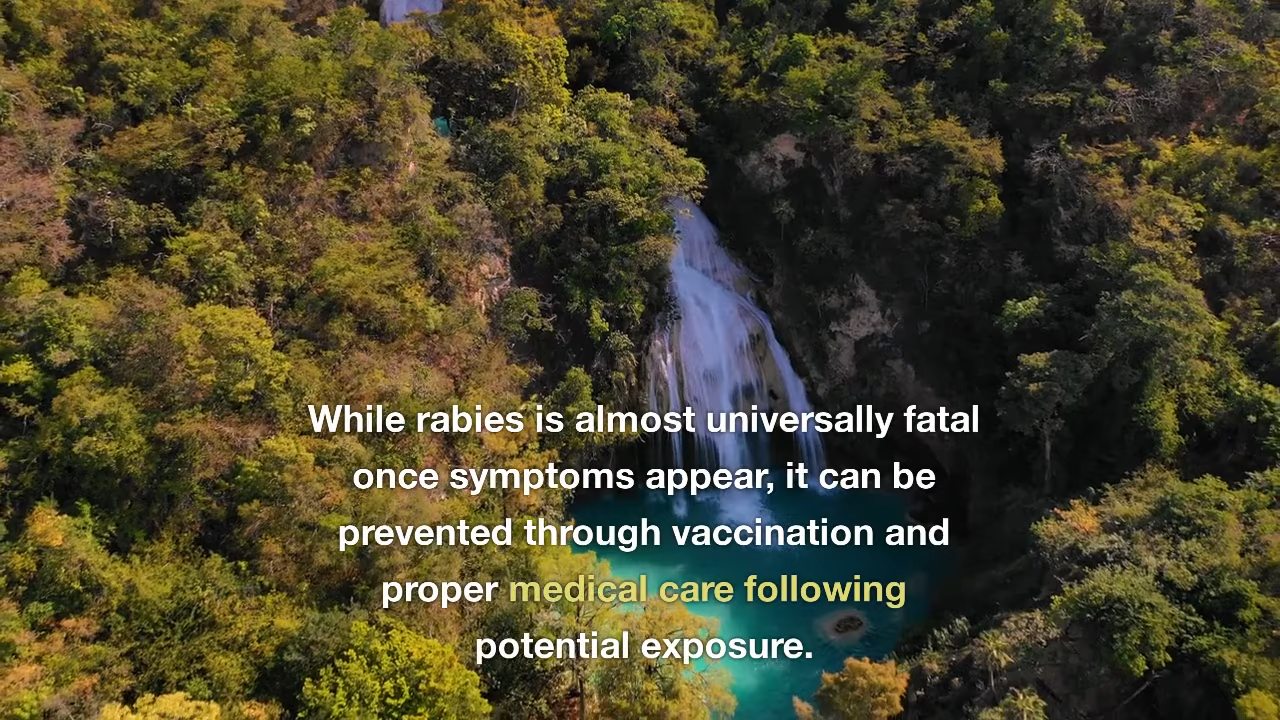 While rabies is almost universally fatal
once symptoms appear, it can be
prevented through vaccination and
proper medical care following
potential exposure.